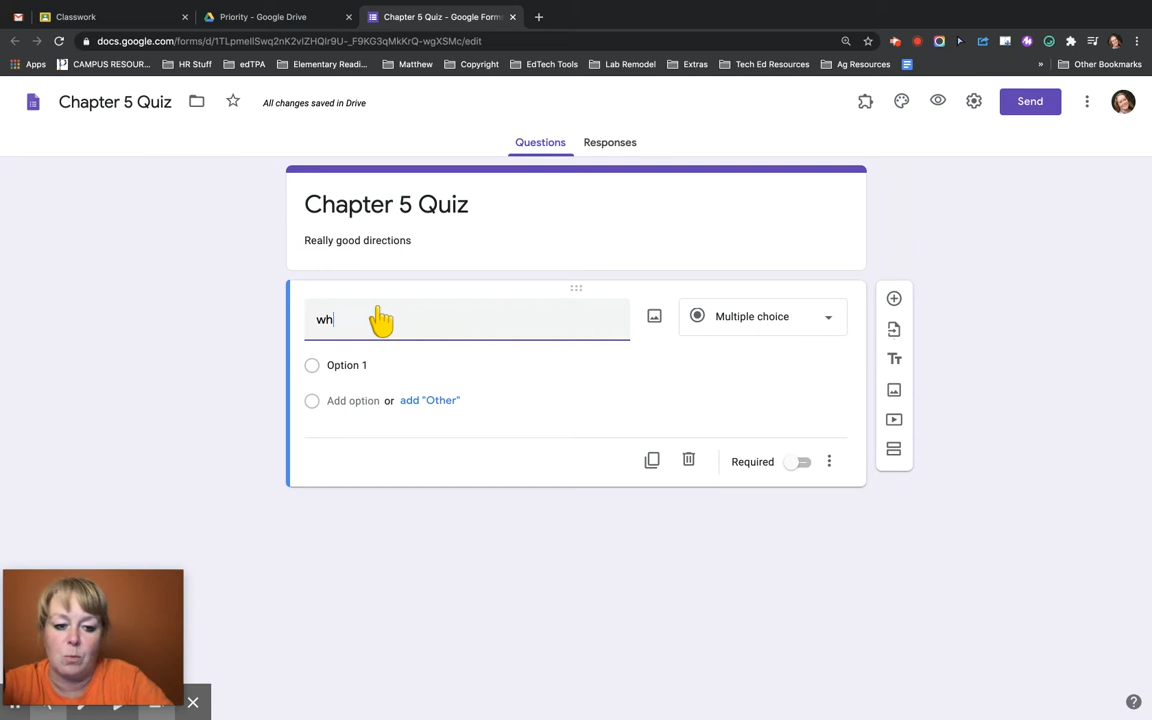 Classwork
Priority - Google Drive
Chapter 5 Quiz - Google Form
docs.google.com/forms/d/
/edit
Apps
CAMPUS RESOUR...
HR Stuff
edTPA
Elementary Readi...
Matthew
Copyright
EdTech Tools
Lab Remodel
Extras
Tech Ed Resources
Ag Resources
»
Other Bookmarks
Chapter 5 Quiz
All changes saved in Drive
Send
Questions
Responses
Chapter 5 Quiz
Really good directions
wh
Multiple choice
Option 1
Add option or add "Other"
Required